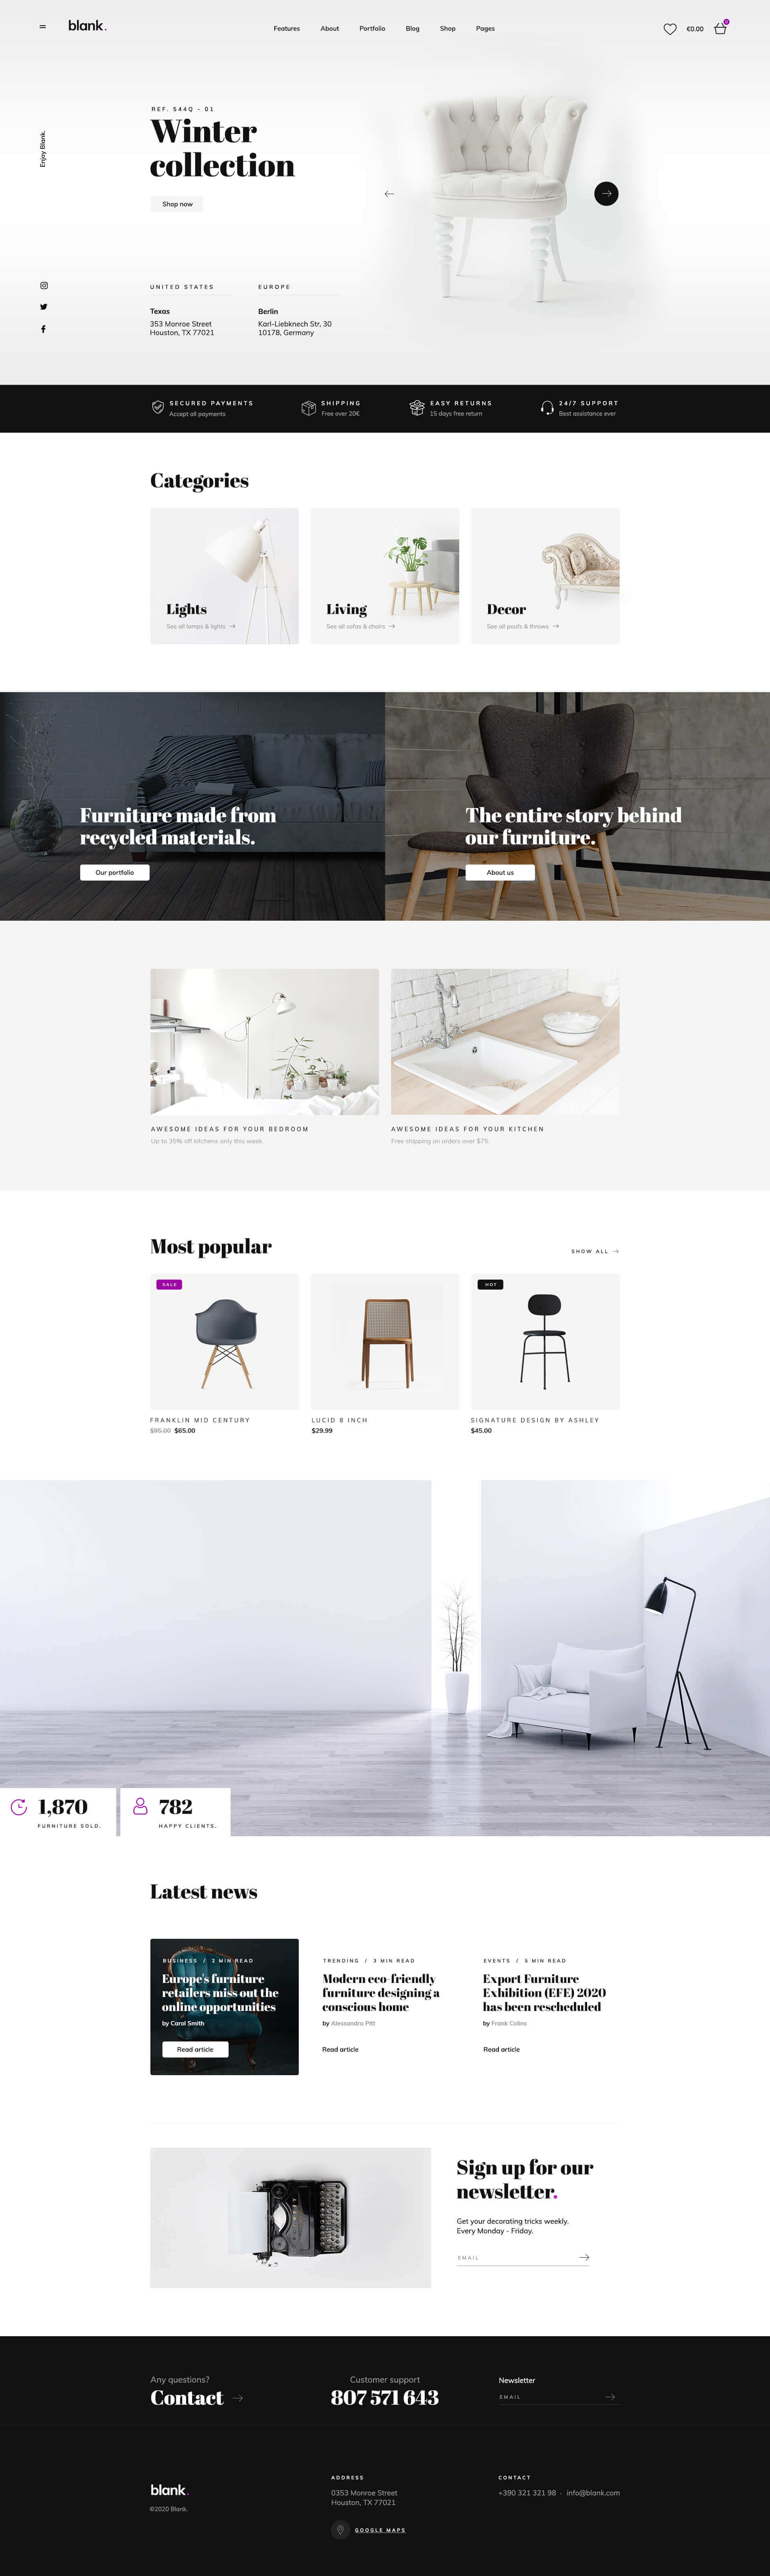 blank.
Features About Portfolio Blog Shop Pages
€0.00
0
Enjoy Blank.
REF. 544Q - 01
Winter
collection
Shop now
UNITED STATES
Texas
353 Monroe Street
Houston, TX 77021
EUROPE
Berlin
Karl-Liebknech Str, 30
10178, Germany
SECURED PAYMENTS
Accept all payments
SHIPPING
Free over 20€
EASY RETURNS
15 days free return
24/7 SUPPORT
Best assistance ever
Categories
Lights
See all lamps & lights
Living
See all sofas & chairs
Decor
See all poufs & throws
Furniture made from
recycled materials.
Our portfolio
The entire story behind
our furniture.
About us
AWESOME IDEAS FOR YOUR BEDROOM
Up to 35% off kitchens only this week.
AWESOME IDEAS FOR YOUR KITCHEN
Free shipping on orders over $75.
Most popular
SHOW ALL
SALE
FRANKLIN MID CENTURY
$95.00 $65.00
LUCID 8 INCH
$29.99
HOT
SIGNATURE DESIGN BY ASHLEY
$45.00
1,870
FURNITURE SOLD.
782
HAPPY CLIENTS.
Latest news
BUSINESS / 2 MIN READ
Europe's furniture
retailers miss out the
online opportunities
by Carol Smith
Read article
TRENDING / 3 MIN READ
Modern eco-friendly
furniture designing a
conscious home
by Alessandra Pitt
Read article
EVENTS / 5 MIN READ
Export Furniture
Exhibition (EFE) 2020
has been rescheduled
by Frank Colins
Read article
Sign up for our
newsletter.
Get your decorating tricks weekly.
Every Monday - Friday.
EMAIL
Any questions?
Contact
Customer support
807 571 643
Newsletter
EMAIL
blank.
©2020 Blank.
ADDRESS
0353 Monroe Street
Houston, TX 77021
GOOGLE MAPS
CONTACT
+390 321 321 98 - info@blank.com